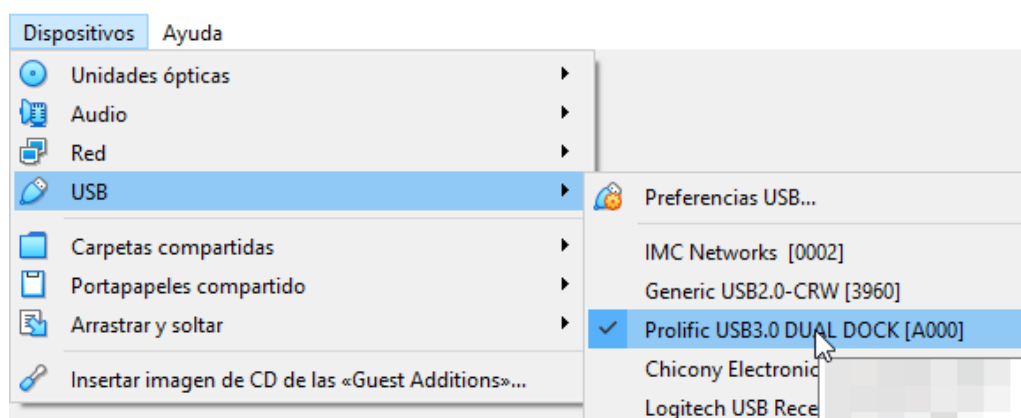 Dispositivos Ayuda
Unidades ópticas
Audio
Red
USB
Preferencias USB...
Carpetas compartidas
IMC Networks [0002]
Portapapeles compartido
Generic USB2.0-CRW [3960]
Arrastrar y soltar
Prolific USB3.0 DUAL DOCK [A000]
Insertar imagen de CD de las «Guest Additions»...
Chicony Electronic
Logitech USB Rece